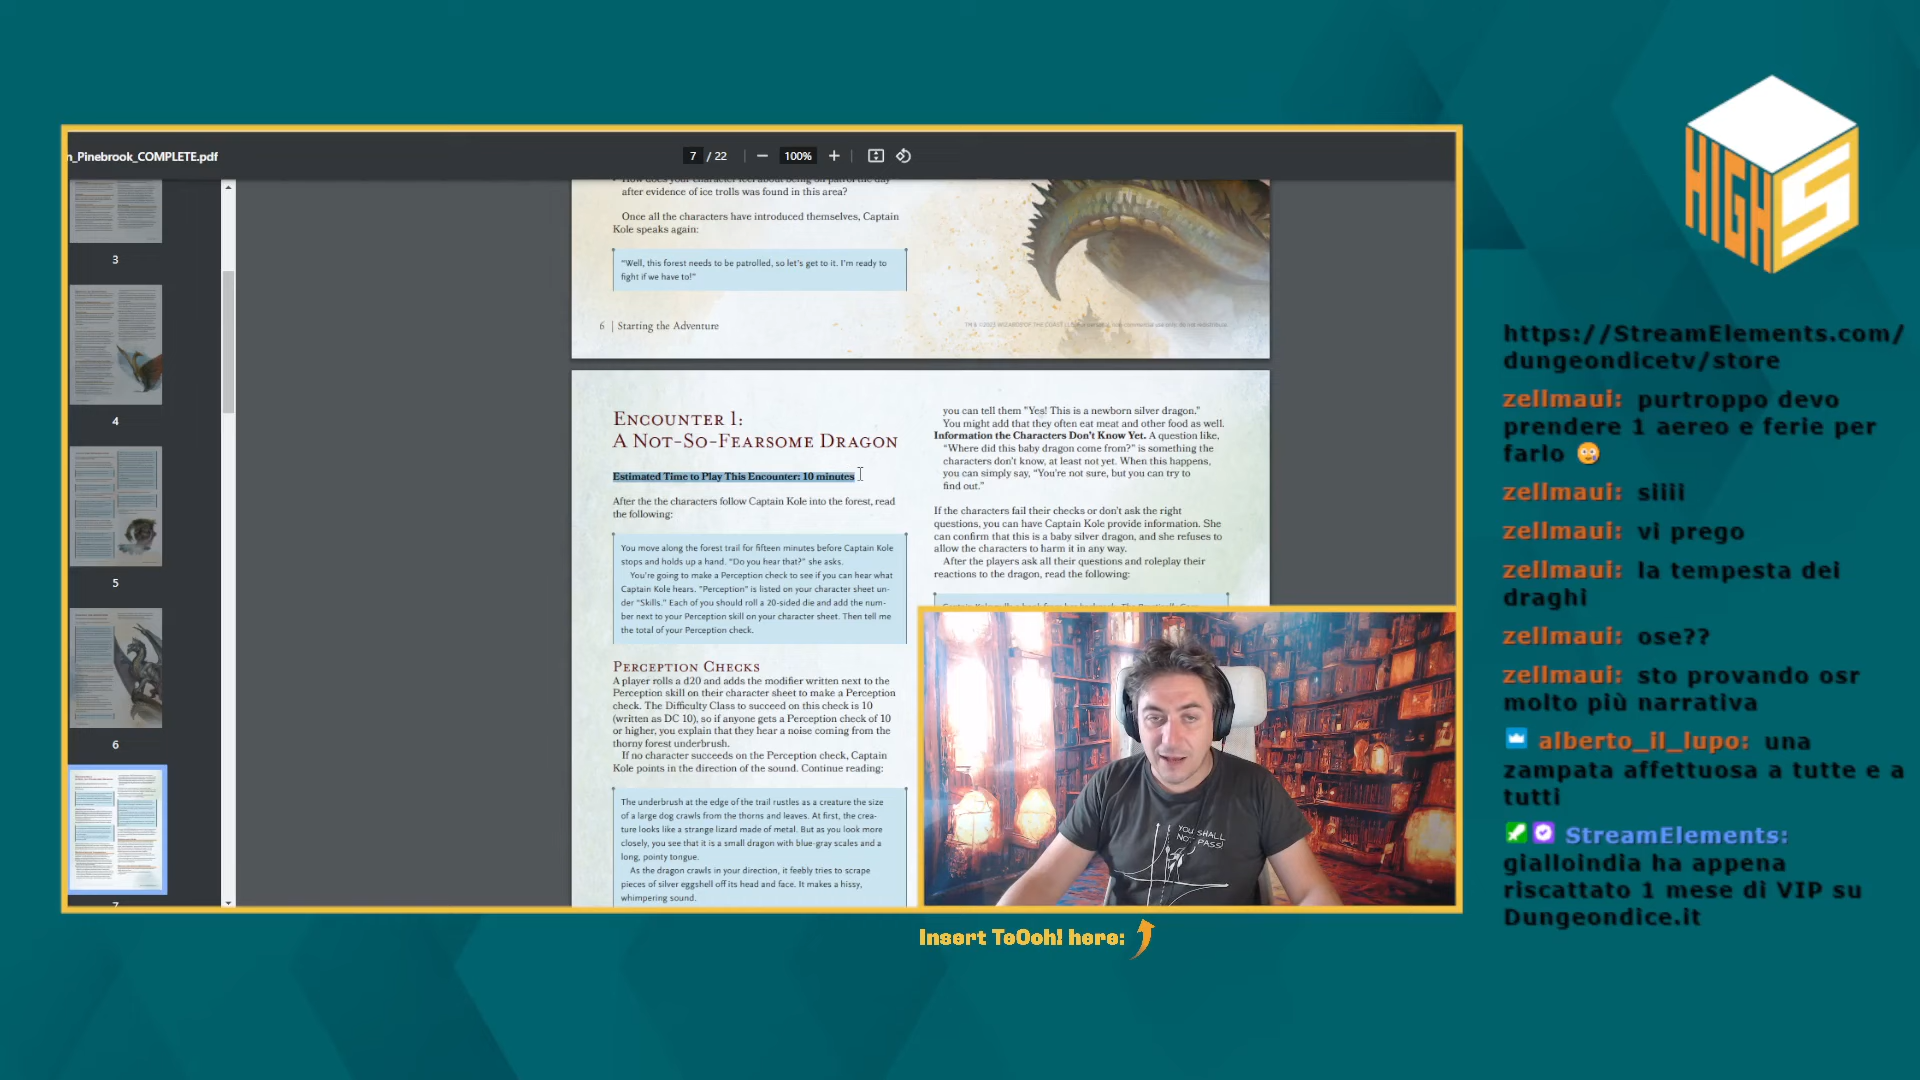 n_Pinebrook_COMPLETE.pdf
7 / 22
100%
3
4
5
6
7
after evidence of ice trolls was found in this area?
Once all the characters have introduced themselves, Captain
Kole speaks again:
“Well, this forest needs to be patrolled, so let’s get to it. I’m ready to
fight if we have to!”
6 | Starting the Adventure
Encounter 1:
A Not-So-Fearsome Dragon
Estimated Time to Play This Encounter: 10 minutes
After the the characters follow Captain Kole into the forest, read
the following:
You move along the forest trail for fifteen minutes before Captain Kole
stops and holds up a hand. “Do you hear that?” she asks.
You’re going to make a Perception check to see if you can hear what
Captain Kole hears. “Perception” is listed on your character sheet un-
der “Skills.” Each of you should roll a 20-sided die and add the num-
ber next to your Perception skill on your character sheet. Then tell me
the total of your Perception check.
Perception Checks
A player rolls a d20 and adds the modifier written next to the
Perception skill on their character sheet to make a Perception
check. The Difficulty Class to succeed on this check is 10
(written as DC 10), so if anyone gets a Perception check of 10
or higher, you explain that they hear a noise coming from the
thorny forest underbrush.
If no character succeeds on the Perception check, Captain
Kole points in the direction of the sound. Continue reading:
The underbrush at the edge of the trail rustles as a creature the size
of a large dog crawls from the thorns and leaves. At first, the crea-
ture looks like a strange lizard made of metal. But as you look more
closely, you see that it is a small dragon with blue-gray scales and a
long, pointy tongue.
As the dragon crawls in your direction, it feebly tries to scrape
pieces of silver eggshell off its head and face. It makes a hissy,
whimpering sound.
you can tell them “Yes! This is a newborn silver dragon.”
You might add that they often eat meat and other food as well.
Information the Characters Don’t Know Yet. A question like,
“Where did this baby dragon come from?” is something the
characters don’t know, at least not yet. When this happens,
you can simply say, “You’re not sure, but you can try to
find out.”
If the characters fail their checks or don’t ask the right
questions, you can have Captain Kole provide information. She
can confirm that this is a baby silver dragon, and she refuses to
allow the characters to harm it in any way.
After the players ask all their questions and roleplay their
reactions to the dragon, read the following:
YOU SHALL
NOT PASS!
Insert TeOoh! here:
HIGH 5
https://StreamElements.com/
dungeondicetv/store
zellmaui: purtroppo devo
prendere 1 aereo e ferie per
farlo
zellmaui: siiii
zellmaui: vi prego
zellmaui: la tempesta dei
draghi
zellmaui: ose??
zellmaui: sto provando osr
molto più narrativa
alberto_il_lupo: una
zampata affettuosa a tutte e a
tutti
StreamElements:
gialloindia ha appena
riscattato 1 mese di VIP su
Dungeondice.it